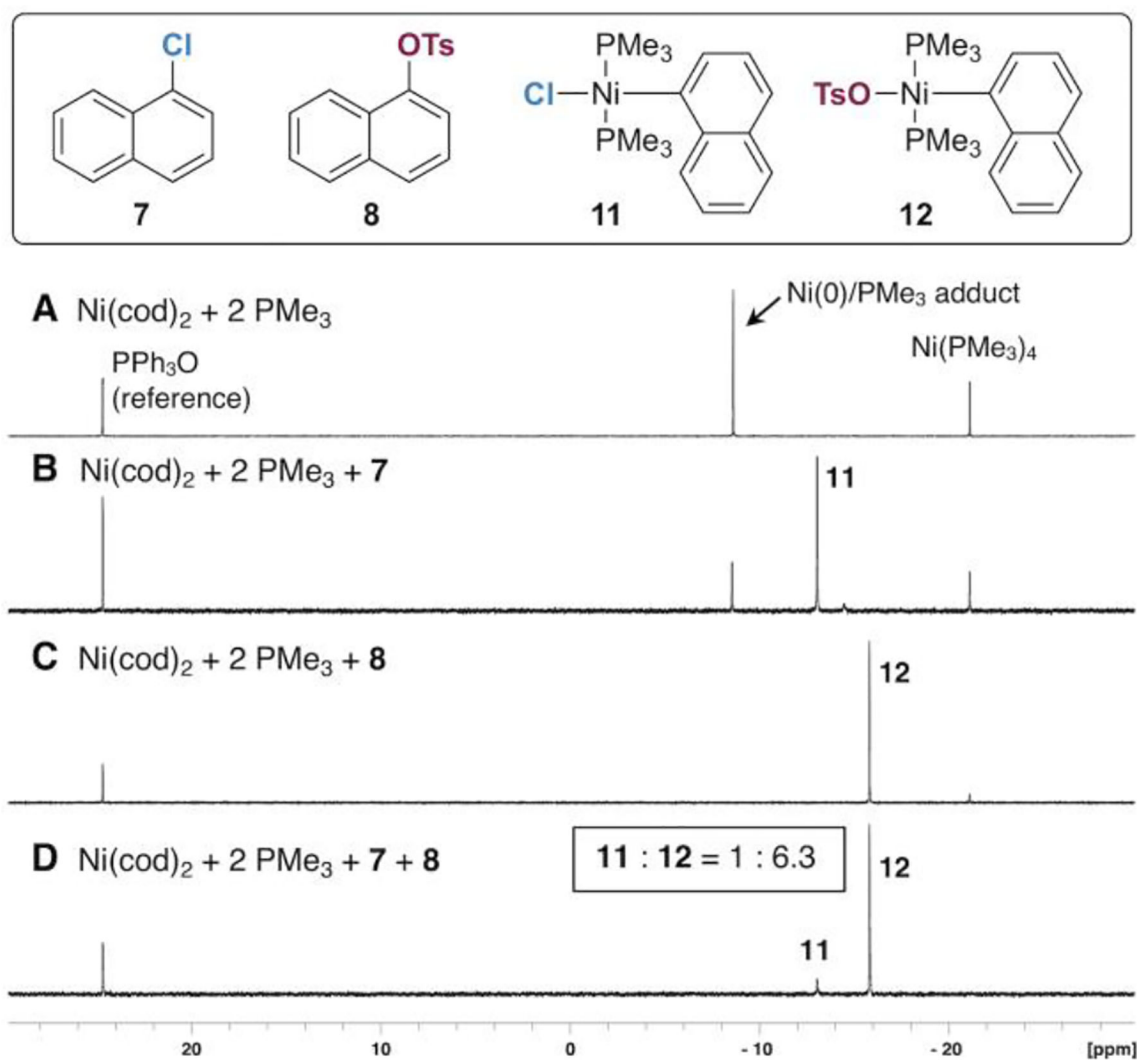 Cl
OTs
PMe3
Cl Ni
PMe3
PMe3
TsO Ni
PMe3
7
8
11
12
A Ni(cod)2 + 2 PMe3
Ni(0)/PMe3 adduct
PPh3O
(reference)
Ni(PMe3)4
B Ni(cod)2 + 2 PMe3 + 7
11
C Ni(cod)2 + 2 PMe3 + 8
12
D Ni(cod)2 + 2 PMe3 + 7 + 8
11 : 12 = 1 : 6.3
12
11
20 10 0 - 10 - 20 [ppm]